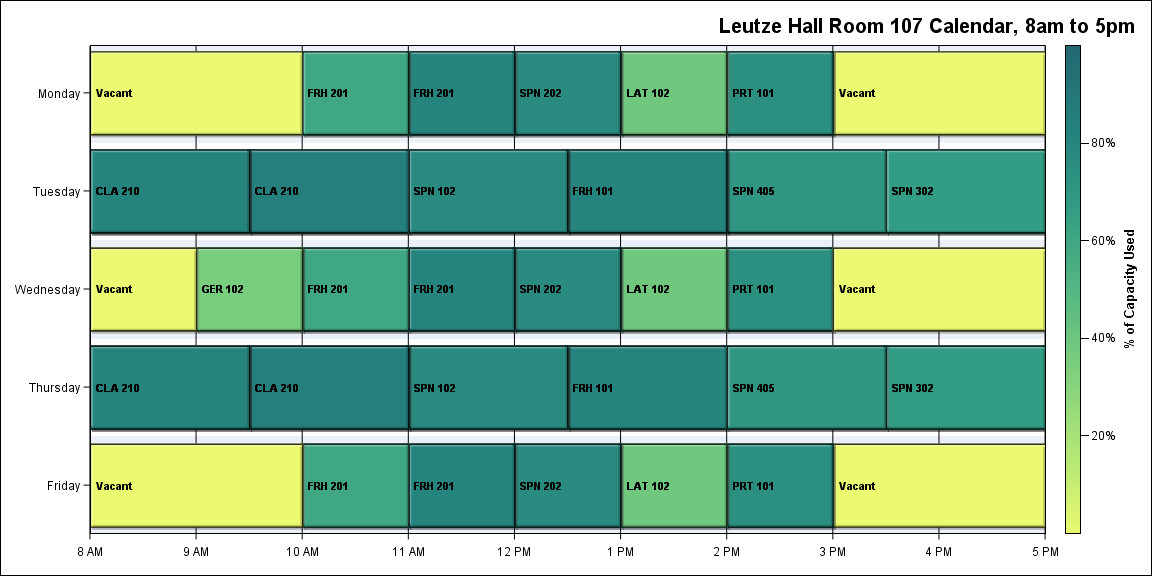 Leutze Hall Room 107 Calendar, 8am to 5pm
Monday
Vacant
FRH 201
FRH 201
SPN 202
LAT 102
PRT 101
Vacant
Tuesday
CLA 210
CLA 210
SPN 102
FRH 101
SPN 405
SPN 302
Wednesday
Vacant
GER 102
FRH 201
FRH 201
SPN 202
LAT 102
PRT 101
Vacant
Thursday
CLA 210
CLA 210
SPN 102
FRH 101
SPN 405
SPN 302
Friday
Vacant
FRH 201
FRH 201
SPN 202
LAT 102
PRT 101
Vacant
8 AM
9 AM
10 AM
11 AM
12 PM
1 PM
2 PM
3 PM
4 PM
5 PM
80%
60%
40%
20%
% of Capacity Used